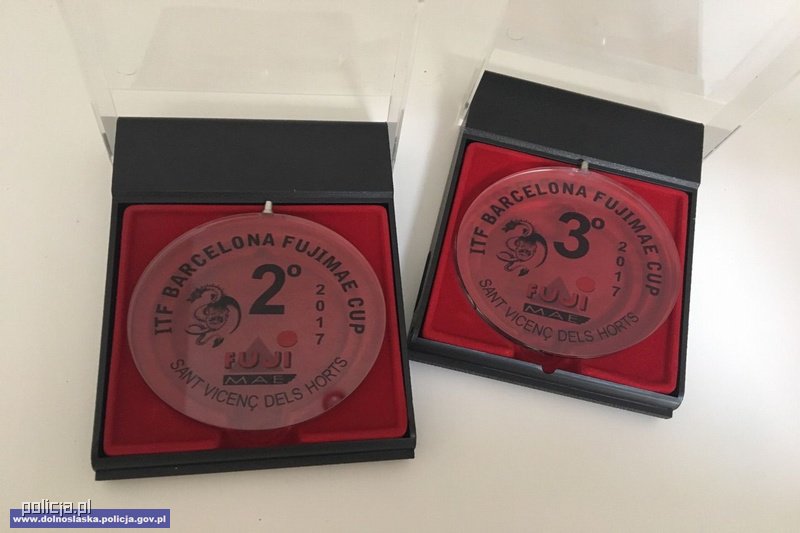 ITF BARCELONA FUJIMAE CUP
2º
2017
FUJI
MAE
SANT VICENÇ DELS HORTS
ITF BARCELONA FUJIMAE CUP
3º
2017
FUJI
MAE
SANT VICENÇ DELS HORTS
policja.pl
www.dolnoslaska.policja.gov.pl